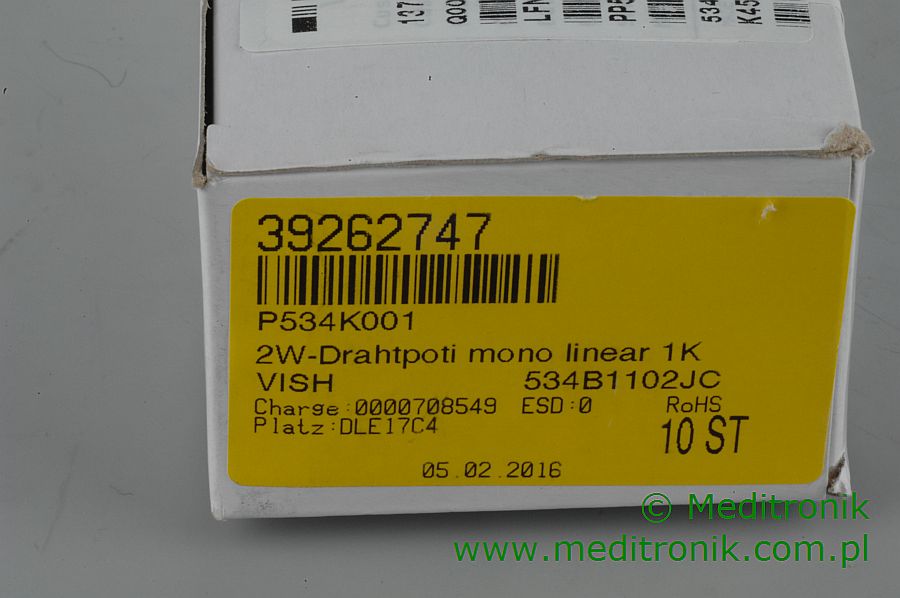 39262747
P534K001
2W-Drahtpoti mono linear 1K
VISH 534B1102JC
Charge:0000708549 ESD:0 RoHS
Platz:DLE17C4 10 ST
05.02.2016
© Meditronik
www.meditronik.com.pl